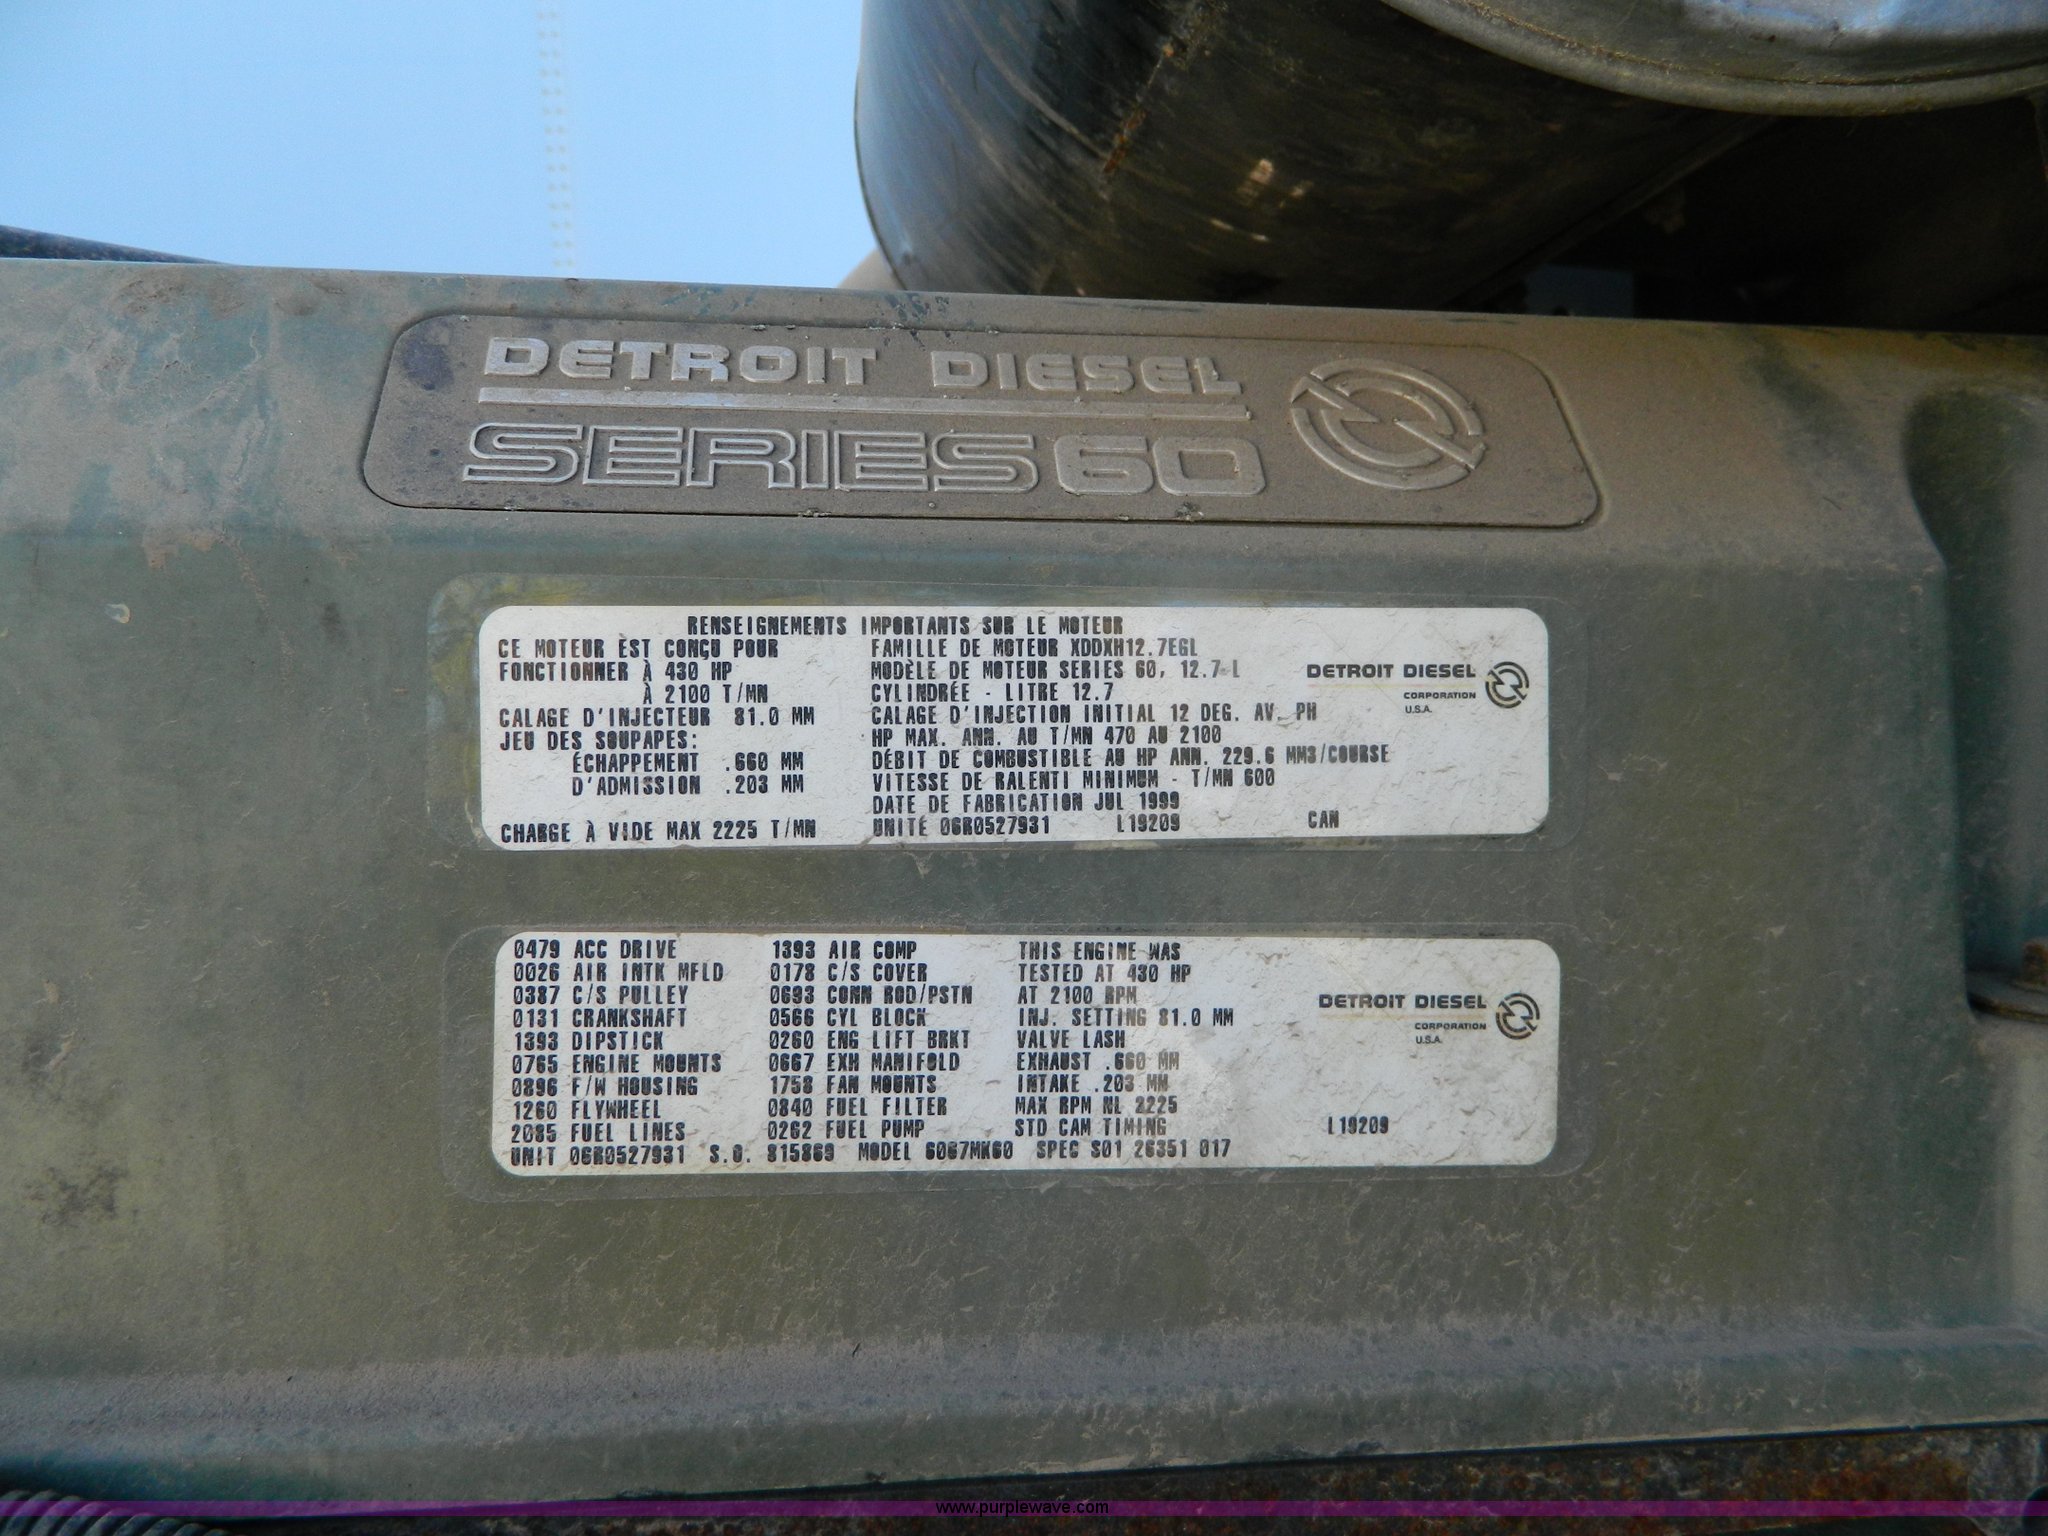 DETROIT DIESEL
SERIES 60
RENSEIGNEMENTS IMPORTANTS SUR LE MOTEUR
CE MOTEUR EST CONÇU POUR FAMILLE DE MOTEUR XDDXH12.7EGL
FONCTIONNER À 430 HP MODÈLE DE MOTEUR SERIES 60, 12.7 L
À 2100 T/MN CYLINDRÉE - LITRE 12.7
CALAGE D'INJECTEUR 81.0 MM CALAGE D'INJECTION INITIAL 12 DEG. AV. PH
JEU DES SOUPAPES: HP MAX. ANN. AU T/MN 470 AU 2100
ÉCHAPPEMENT .660 MM DÉBIT DE COMBUSTIBLE AU HP ANN. 229.6 MM3/COURSE
D'ADMISSION .203 MM VITESSE DE RALENTI MINIMUM - T/MN 600
DATE DE FABRICATION JUL 1999
CHARGE À VIDE MAX 2225 T/MN UNITÉ 06R0527931 L19209 CAN
DETROIT DIESEL
CORPORATION
U.S.A.
0479 ACC DRIVE 1393 AIR COMP THIS ENGINE WAS
0026 AIR INTK MFLD 0178 C/S COVER TESTED AT 430 HP
0387 C/S PULLEY 0693 CONN ROD/PSTN AT 2100 RPM
0131 CRANKSHAFT 0566 CYL BLOCK INJ. SETTING 81.0 MM
1393 DIPSTICK 0260 ENG LIFT BRKT VALVE LASH
0765 ENGINE MOUNTS 0667 EXH MANIFOLD EXHAUST .660 MM
0896 F/W HOUSING 1758 FAN MOUNTS INTAKE .203 MM
1260 FLYWHEEL 0840 FUEL FILTER MAX RPM NL 2225
2085 FUEL LINES 0262 FUEL PUMP STD CAM TIMING L19209
UNIT 06R0527931 S.O. 815869 MODEL 6067MK60 SPEC S01 26351 017
DETROIT DIESEL
CORPORATION
U.S.A.
www.purplewave.com